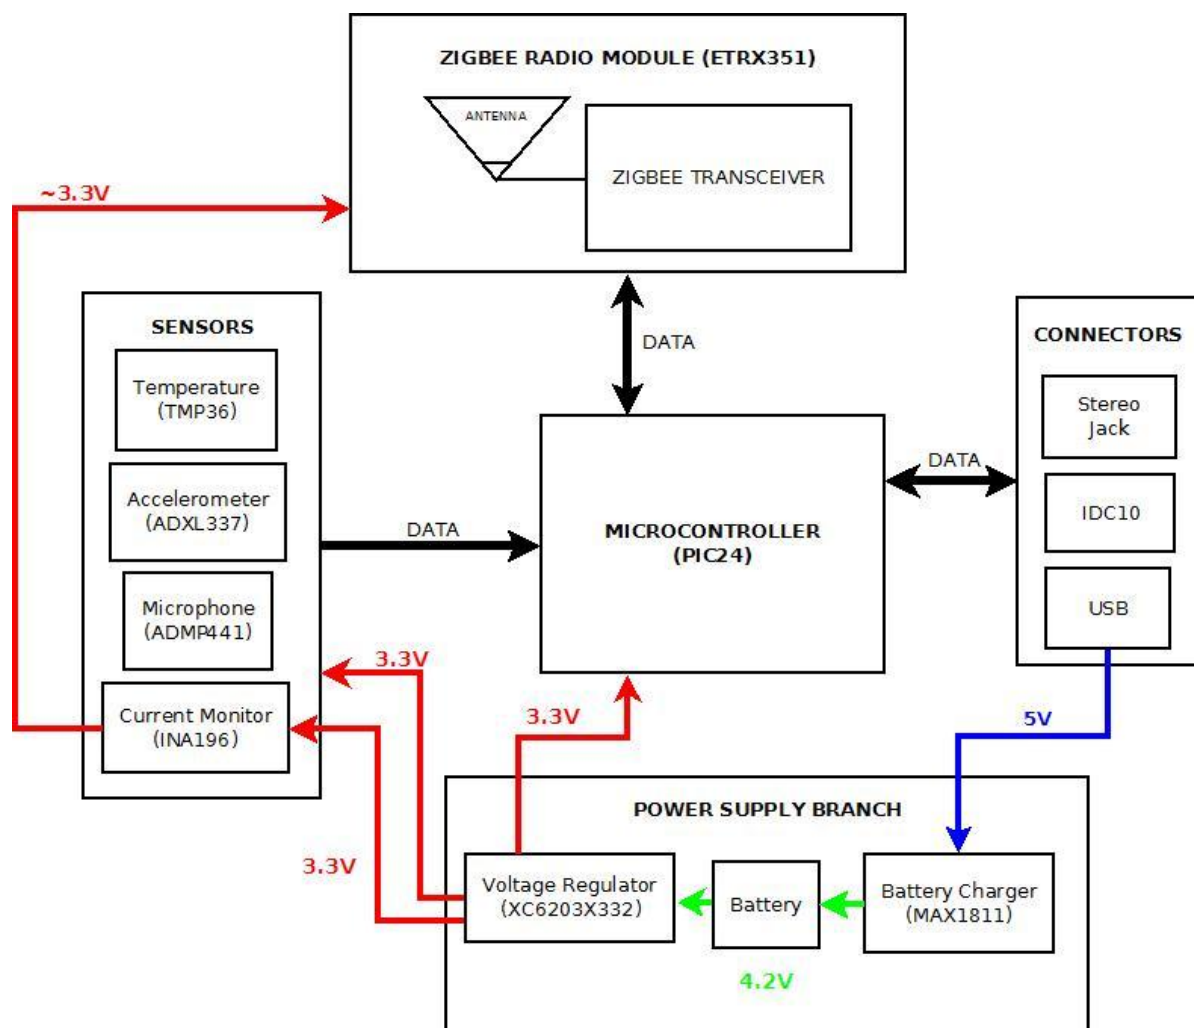 ZIGBEE RADIO MODULE (ETRX351)
ANTENNA
ZIGBEE TRANSCEIVER
~3.3V
SENSORS
Temperature
(TMP36)
Accelerometer
(ADXL337)
Microphone
(ADMP441)
Current Monitor
(INA196)
DATA
DATA
MICROCONTROLLER
(PIC24)
DATA
CONNECTORS
Stereo
Jack
IDC10
USB
3.3V
3.3V
5V
3.3V
POWER SUPPLY BRANCH
Voltage Regulator
(XC6203X332)
Battery
Battery Charger
(MAX1811)
4.2V